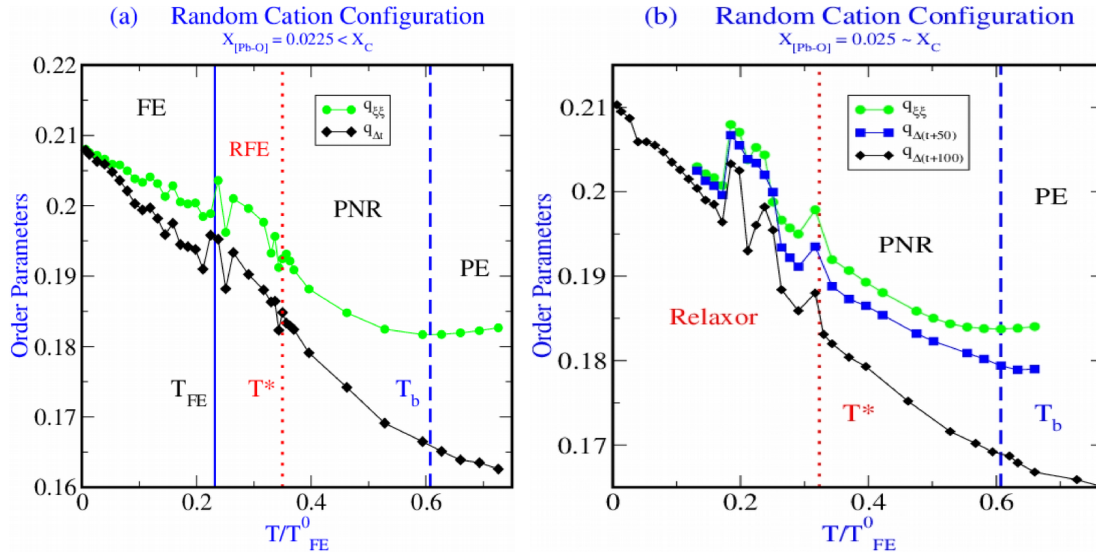 (a) Random Cation Configuration
X[Pb-O] = 0.0225 < XC
0.22
0.21
0.2
0.19
0.18
0.17
0.16
Order Parameters
FE
RFE
PNR
PE
qξξ
qΔt
TFE
T*
Tb
0 0.2 0.4 0.6
T/T0FE
(b) Random Cation Configuration
X[Pb-O] = 0.025 ~ XC
0.21
0.2
0.19
0.18
0.17
Order Parameters
qξξ
qΔ(t+50)
qΔ(t+100)
PE
PNR
Relaxor
T*
Tb
0 0.2 0.4 0.6
T/T0FE